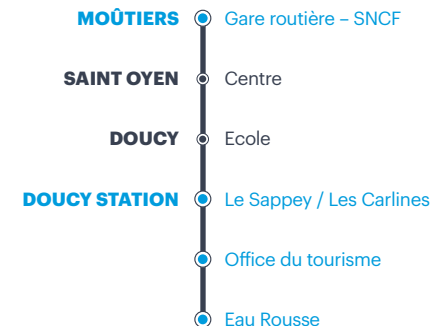 MOÛTIERS Gare routière – SNCF
SAINT OYEN Centre
DOUCY Ecole
DOUCY STATION Le Sappey / Les Carlines
Office du tourisme
Eau Rousse